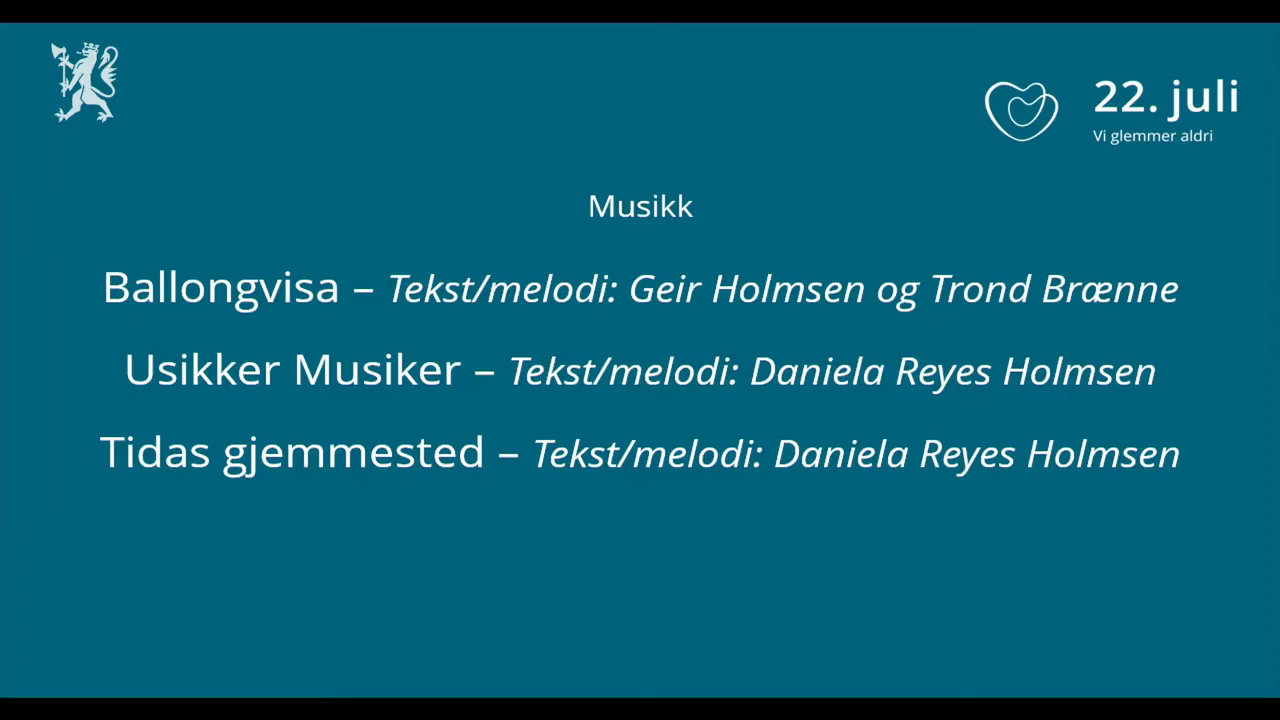 22. juli
Vi glemmer aldri
Musikk
Ballongvisa – Tekst/melodi: Geir Holmsen og Trond Brænne
Usikker Musiker – Tekst/melodi: Daniela Reyes Holmsen
Tidas gjemmested – Tekst/melodi: Daniela Reyes Holmsen